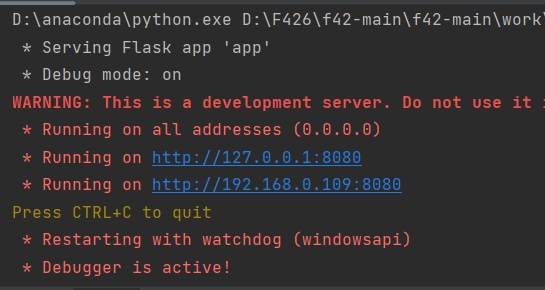 D:\anaconda\python.exe D:\F426\f42-main\f42-main\work\
* Serving Flask app 'app'
* Debug mode: on
WARNING: This is a development server. Do not use it i
* Running on all addresses (0.0.0.0)
* Running on http://127.0.0.1:8080
* Running on http://192.168.0.109:8080
Press CTRL+C to quit
* Restarting with watchdog (windowsapi)
* Debugger is active!